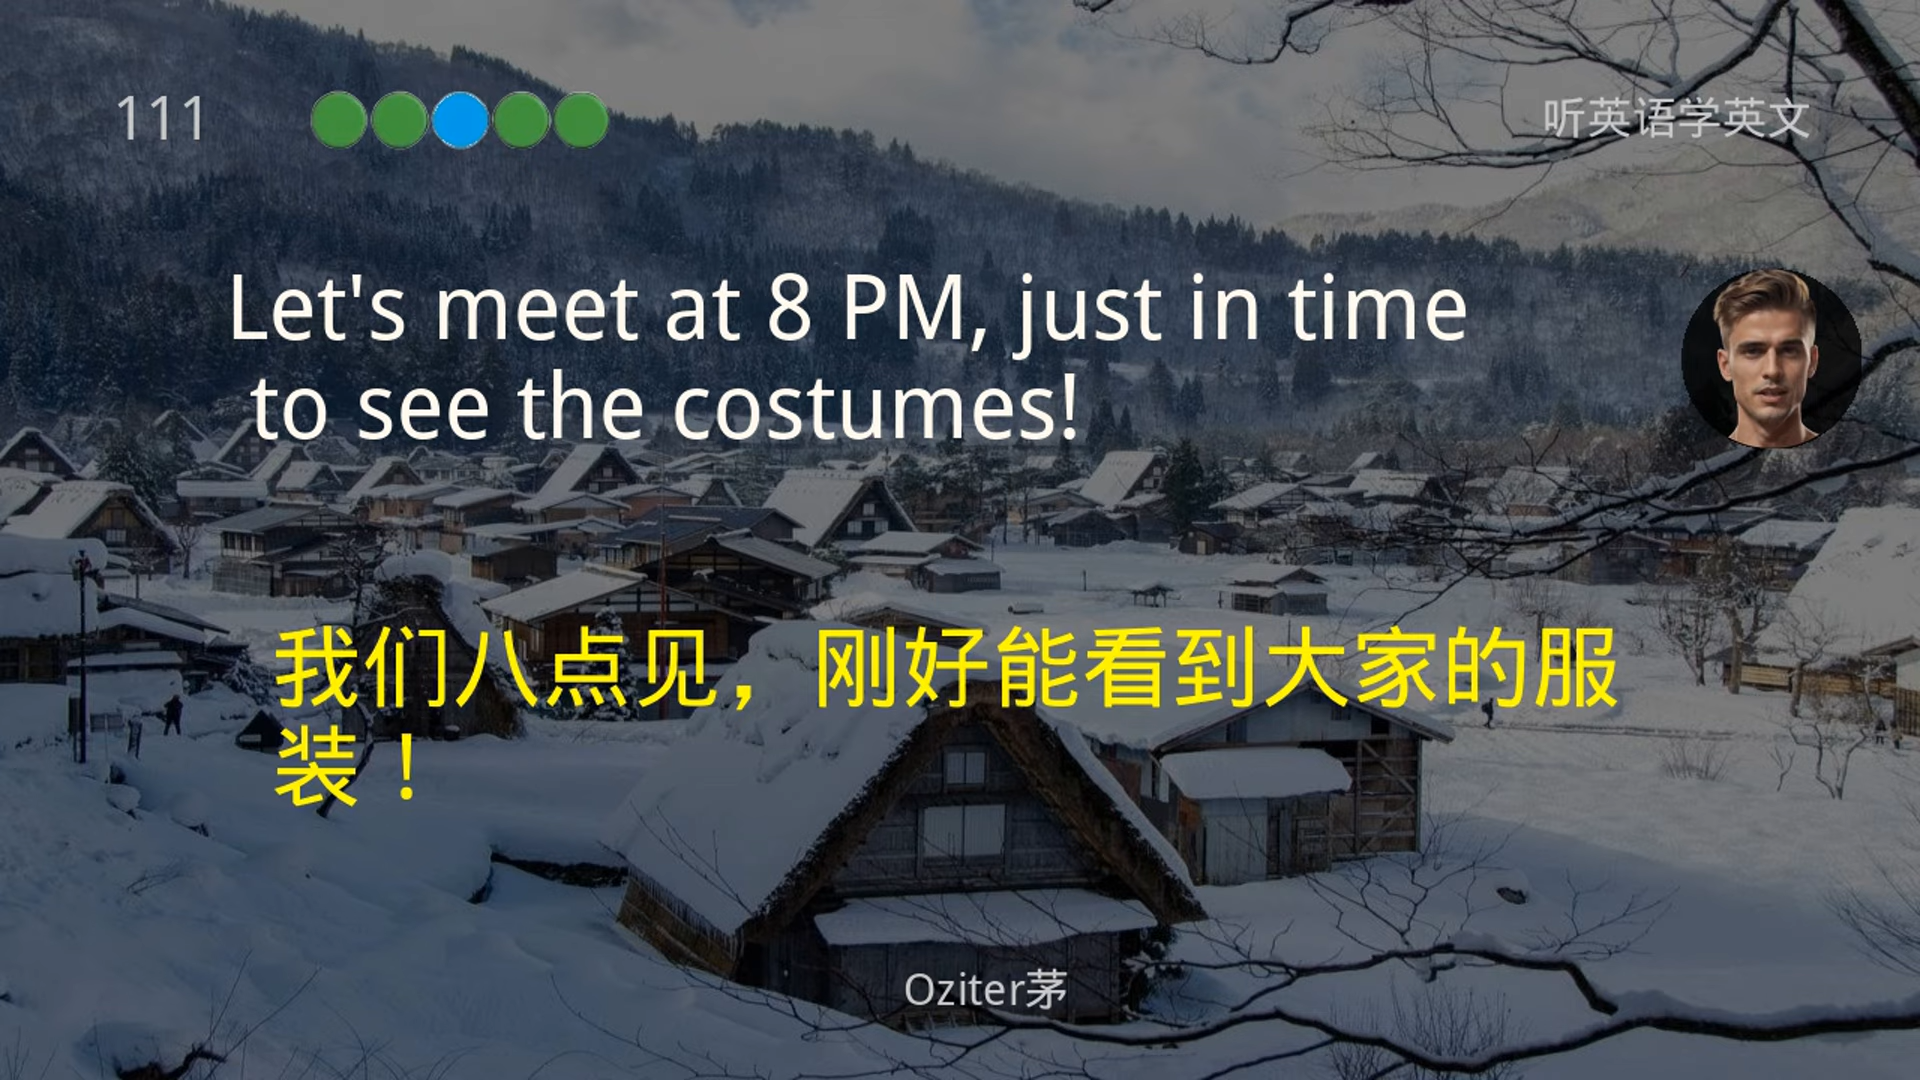 111
听英语学英文
Let's meet at 8 PM, just in time
to see the costumes!
我们八点见，刚好能看到大家的服
装！
Oziter茅